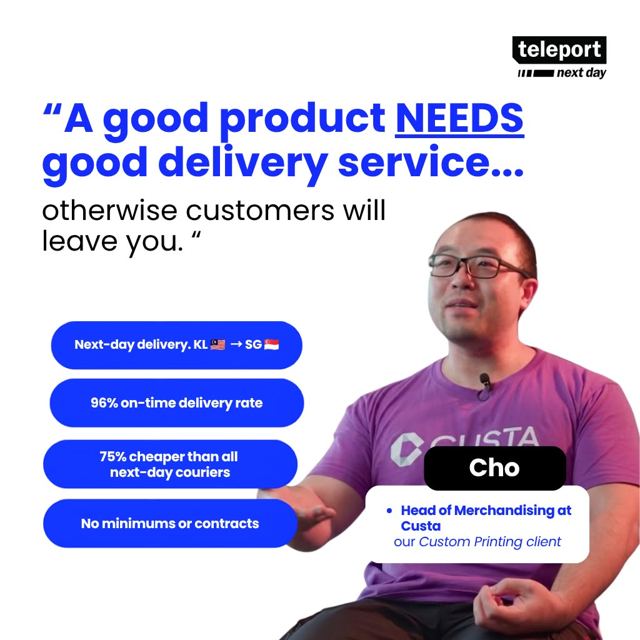 teleport
next day
“A good product NEEDS
good delivery service...
otherwise customers will
leave you. “
Next-day delivery. KL 🇲🇾 → SG 🇸🇬
96% on-time delivery rate
75% cheaper than all
next-day couriers
No minimums or contracts
CUSTA
Cho
• Head of Merchandising at
Custa
our Custom Printing client